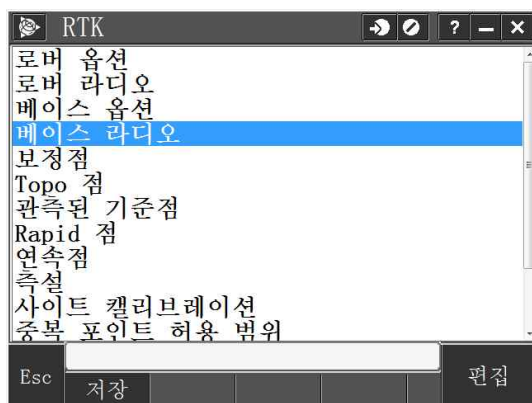 RTK
? – ×
로버 옵션
로버 라디오
베이스 옵션
베이스 라디오
보정점
Topo 점
관측된 기준점
Rapid 점
연속점
측설
사이트 캘리브레이션
중복 포인트 허용 범위
Esc
저장
편집